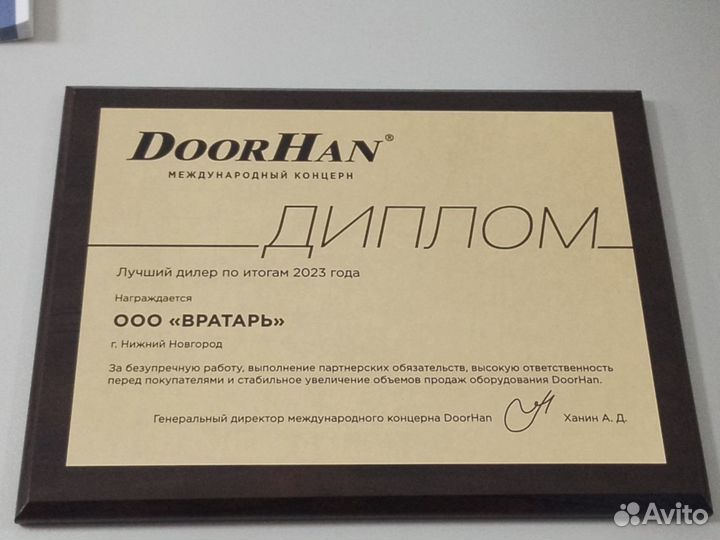 DOORHAN®
МЕЖДУНАРОДНЫЙ КОНЦЕРН
ДИПЛОМ
Лучший дилер по итогам 2023 года
Награждается
ООО «ВРАТАРЬ»
г. Нижний Новгород
За безупречную работу, выполнение партнерских обязательств, высокую ответственность
перед покупателями и стабильное увеличение объемов продаж оборудования DoorHan.
Генеральный директор международного концерна DoorHan Ханин А. Д.
Avito